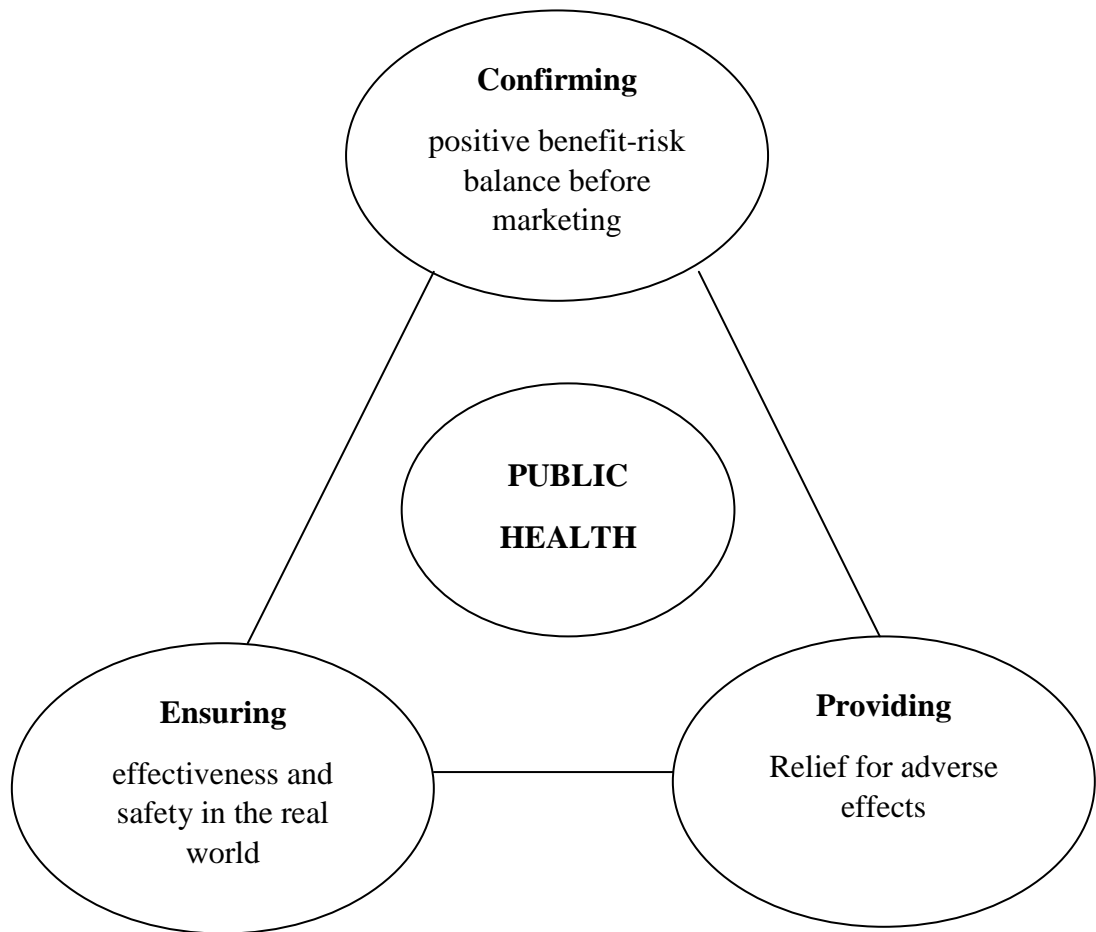 Confirming
positive benefit-risk
balance before
marketing
PUBLIC
HEALTH
Ensuring
effectiveness and
safety in the real
world
Providing
Relief for adverse
effects